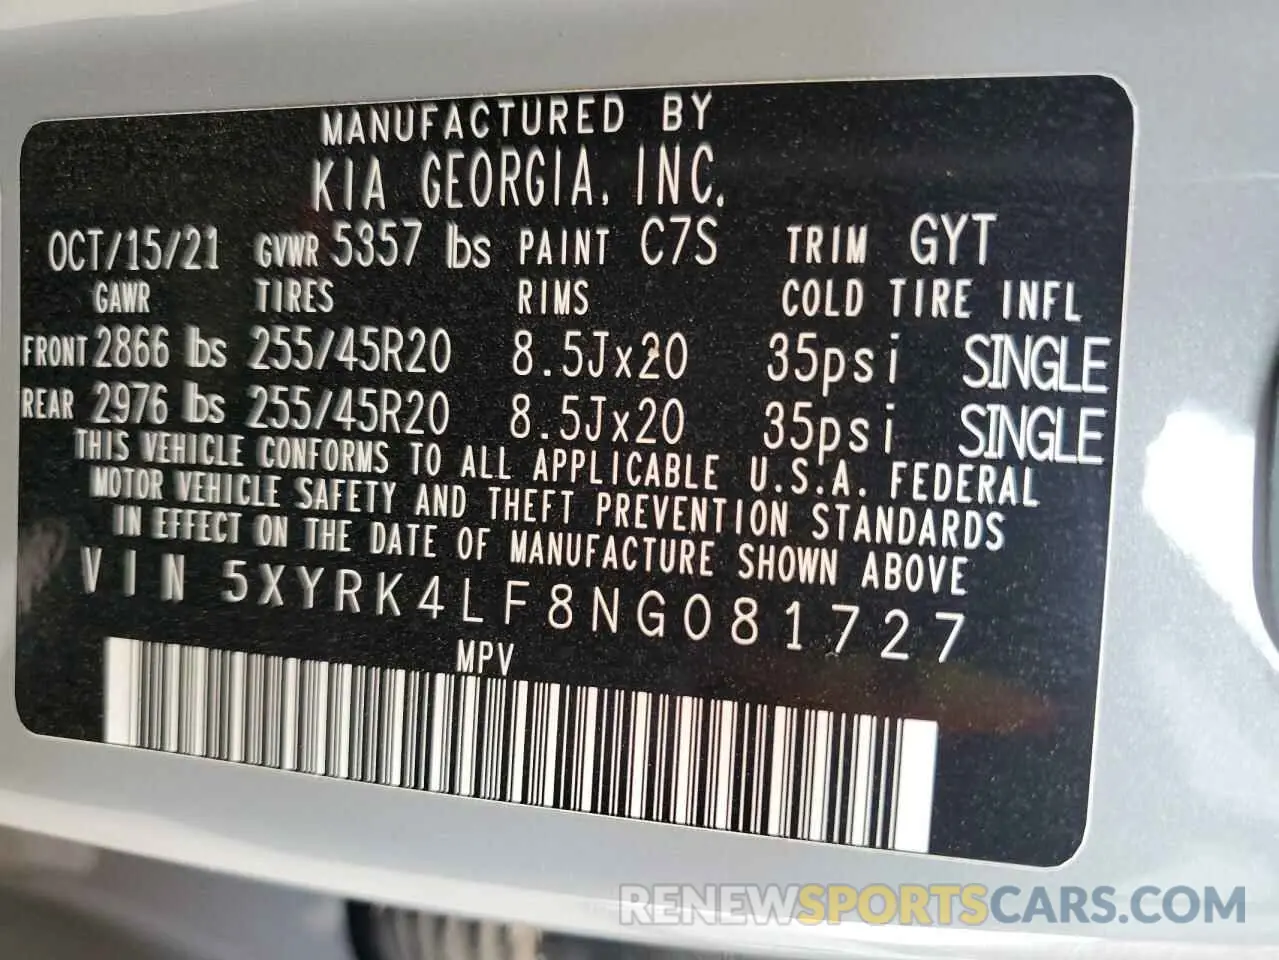 MANUFACTURED BY
KIA GEORGIA, INC.
OCT/15/21 GVWR 5357 lbs PAINT C7S TRIM GYT
GAWR TIRES RIMS COLD TIRE INFL
FRONT 2866 lbs 255/45R20 8.5Jx20 35psi SINGLE
REAR 2976 lbs 255/45R20 8.5Jx20 35psi SINGLE
THIS VEHICLE CONFORMS TO ALL APPLICABLE U.S.A. FEDERAL
MOTOR VEHICLE SAFETY AND THEFT PREVENTION STANDARDS
IN EFFECT ON THE DATE OF MANUFACTURE SHOWN ABOVE
VIN 5XYRK4LF8NG081727
MPV
RENEWSPORTSCARS.COM